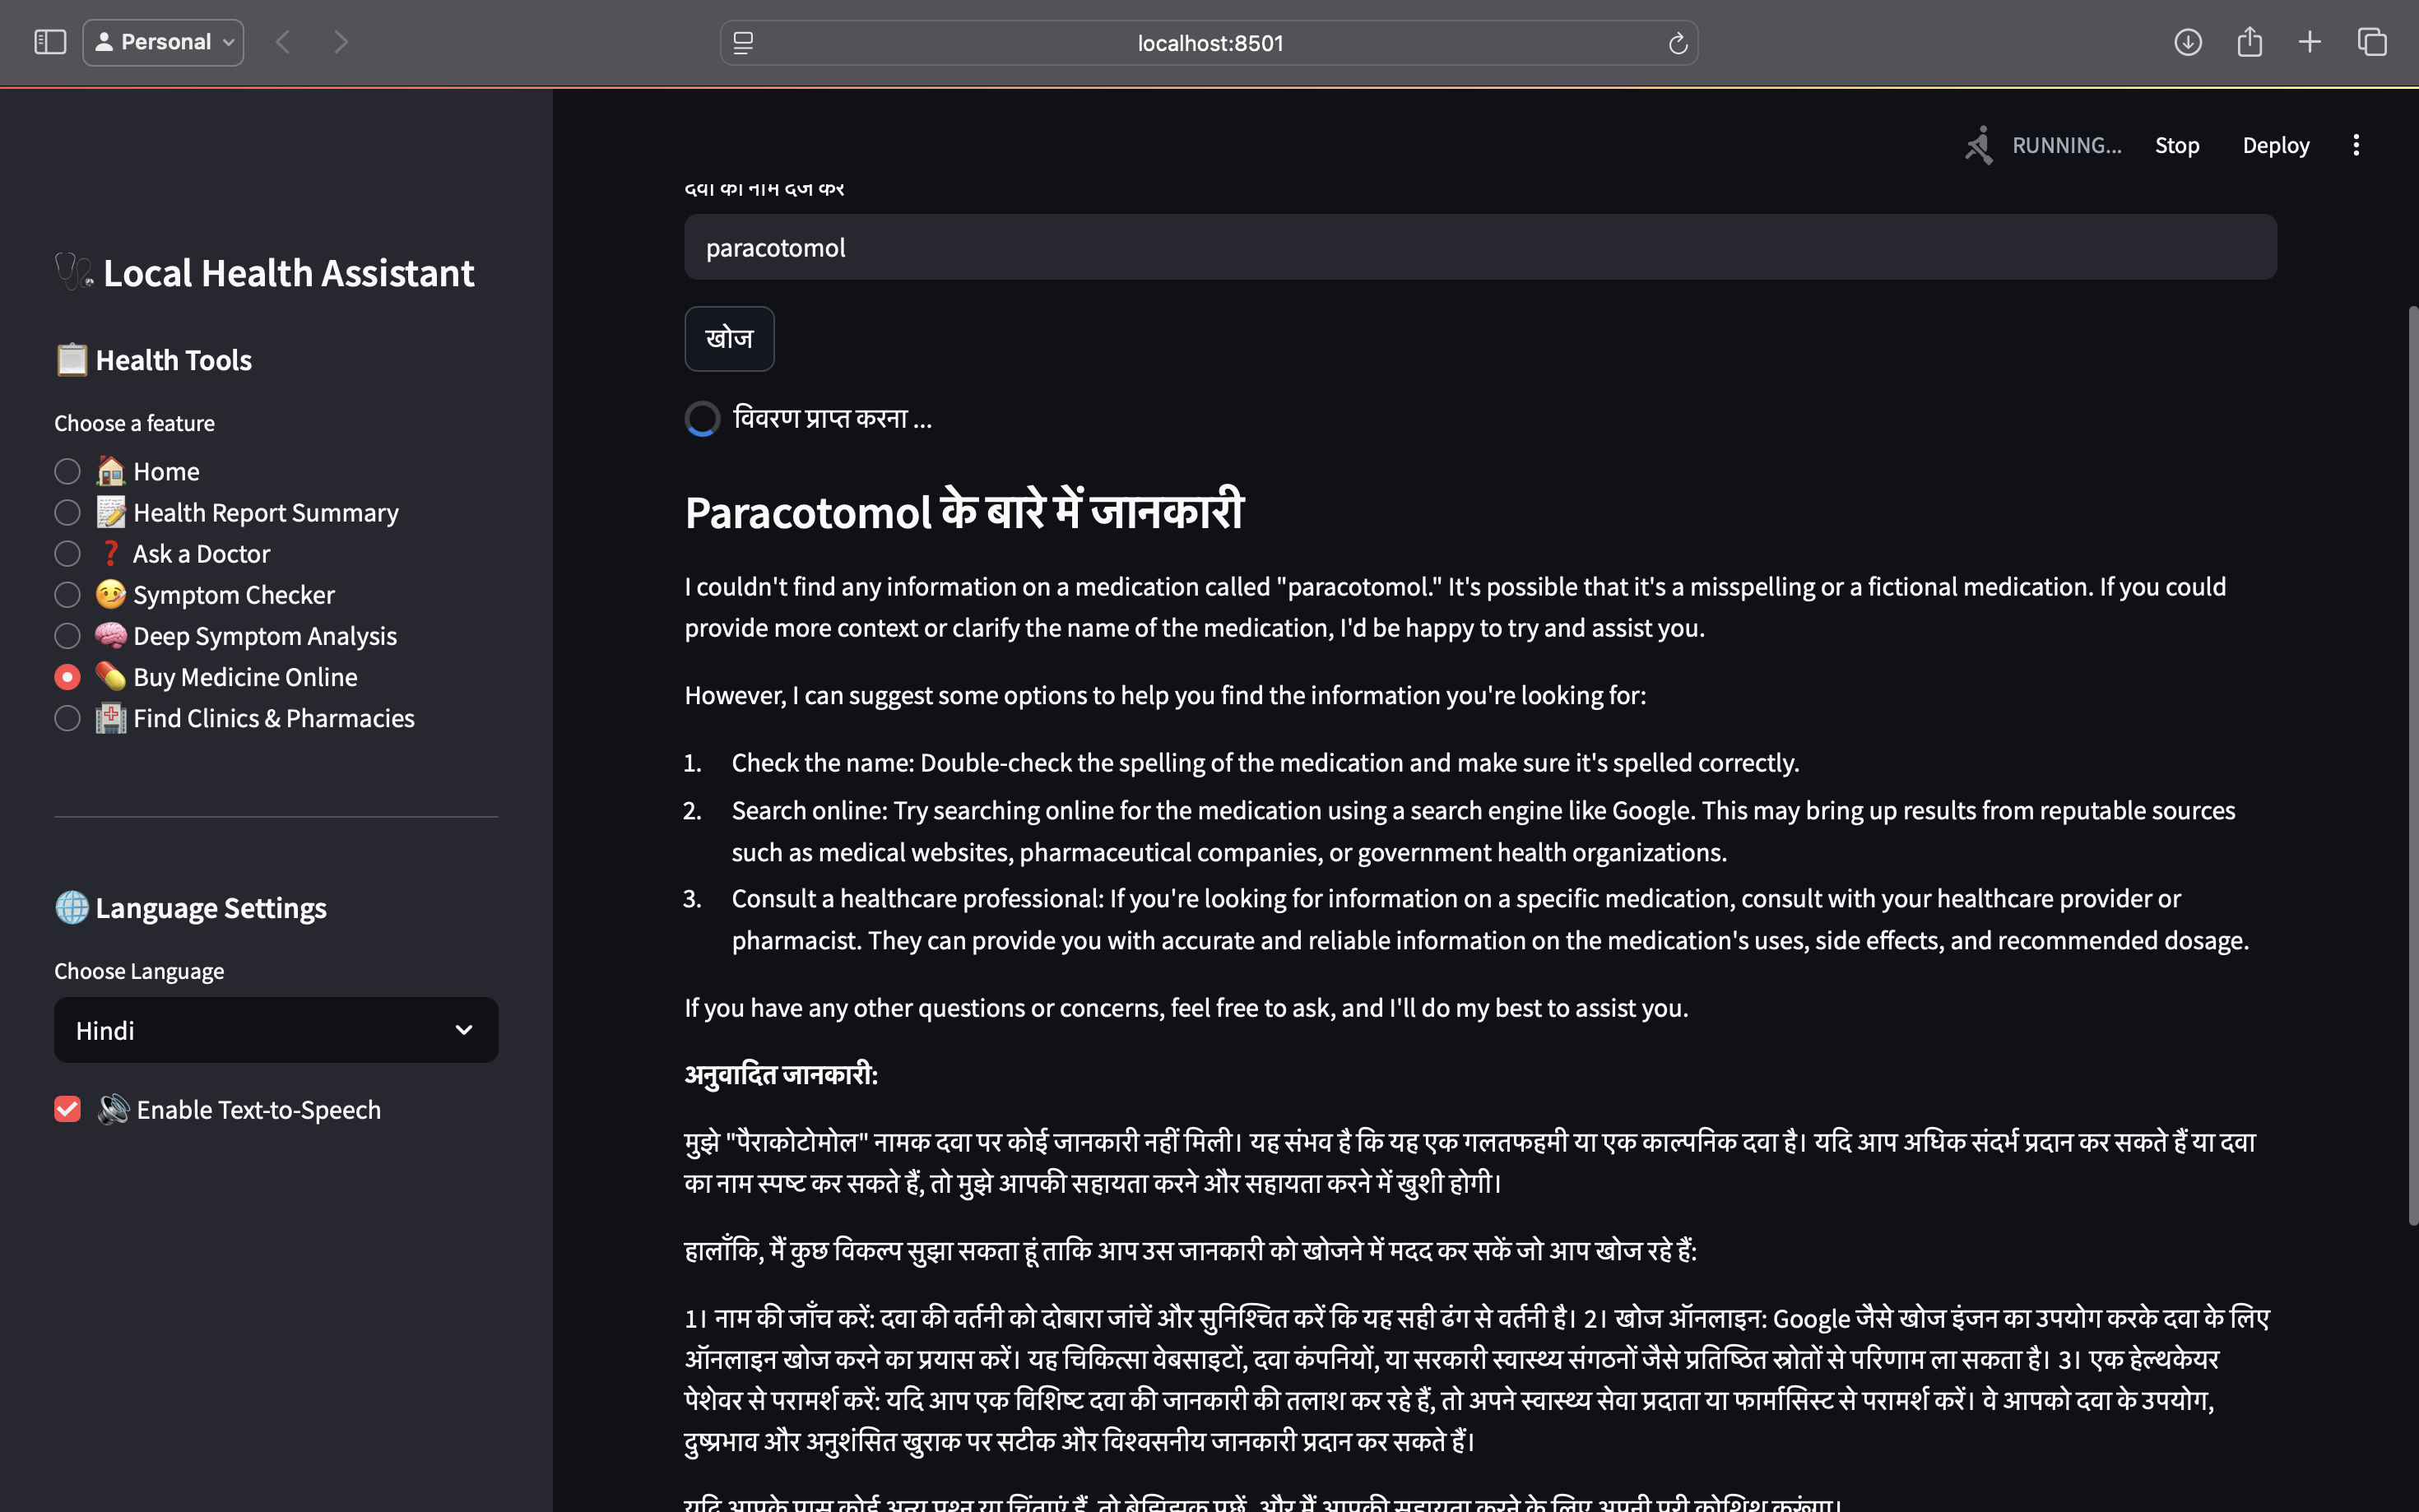 Personal
localhost:8501
RUNNING...
Stop
Deploy
Local Health Assistant
Health Tools
Choose a feature
Home
Health Report Summary
Ask a Doctor
Symptom Checker
Deep Symptom Analysis
Buy Medicine Online
Find Clinics & Pharmacies
Language Settings
Choose Language
Hindi
Enable Text-to-Speech
दवा का नाम दर्ज करें
paracotomol
खोज
विवरण प्राप्त करना ...
Paracotomol के बारे में जानकारी
I couldn't find any information on a medication called "paracotomol." It's possible that it's a misspelling or a fictional medication. If you could
provide more context or clarify the name of the medication, I'd be happy to try and assist you.
However, I can suggest some options to help you find the information you're looking for:
1. Check the name: Double-check the spelling of the medication and make sure it's spelled correctly.
2. Search online: Try searching online for the medication using a search engine like Google. This may bring up results from reputable sources
such as medical websites, pharmaceutical companies, or government health organizations.
3. Consult a healthcare professional: If you're looking for information on a specific medication, consult with your healthcare provider or
pharmacist. They can provide you with accurate and reliable information on the medication's uses, side effects, and recommended dosage.
If you have any other questions or concerns, feel free to ask, and I'll do my best to assist you.
अनुवादित जानकारी:
मुझे "पैराकोटोमोल" नामक दवा पर कोई जानकारी नहीं मिली। यह संभव है कि यह एक गलतफहमी या एक काल्पनिक दवा है। यदि आप अधिक संदर्भ प्रदान कर सकते हैं या दवा
का नाम स्पष्ट कर सकते हैं, तो मुझे आपकी सहायता करने और सहायता करने में खुशी होगी।
हालाँकि, मैं कुछ विकल्प सुझा सकता हूं ताकि आप उस जानकारी को खोजने में मदद कर सकें जो आप खोज रहे हैं:
1। नाम की जाँच करें: दवा की वर्तनी को दोबारा जांचें और सुनिश्चित करें कि यह सही ढंग से वर्तनी है। 2। खोज ऑनलाइन: Google जैसे खोज इंजन का उपयोग करके दवा के लिए
ऑनलाइन खोज करने का प्रयास करें। यह चिकित्सा वेबसाइटों, दवा कंपनियों, या सरकारी स्वास्थ्य संगठनों जैसे प्रतिष्ठित स्रोतों से परिणाम ला सकता है। 3। एक हेल्थकेयर
पेशेवर से परामर्श करें: यदि आप एक विशिष्ट दवा की जानकारी की तलाश कर रहे हैं, तो अपने स्वास्थ्य सेवा प्रदाता या फार्मासिस्ट से परामर्श करें। वे आपको दवा के उपयोग,
दुष्प्रभाव और अनुशंसित खुराक पर सटीक और विश्वसनीय जानकारी प्रदान कर सकते हैं।
यदि आपके पास कोई अन्य प्रश्न या चिंताएं हैं, तो बेझिझक पूछें, और मैं आपकी सहायता करने के लिए अपनी पूरी कोशिश करूंगा।